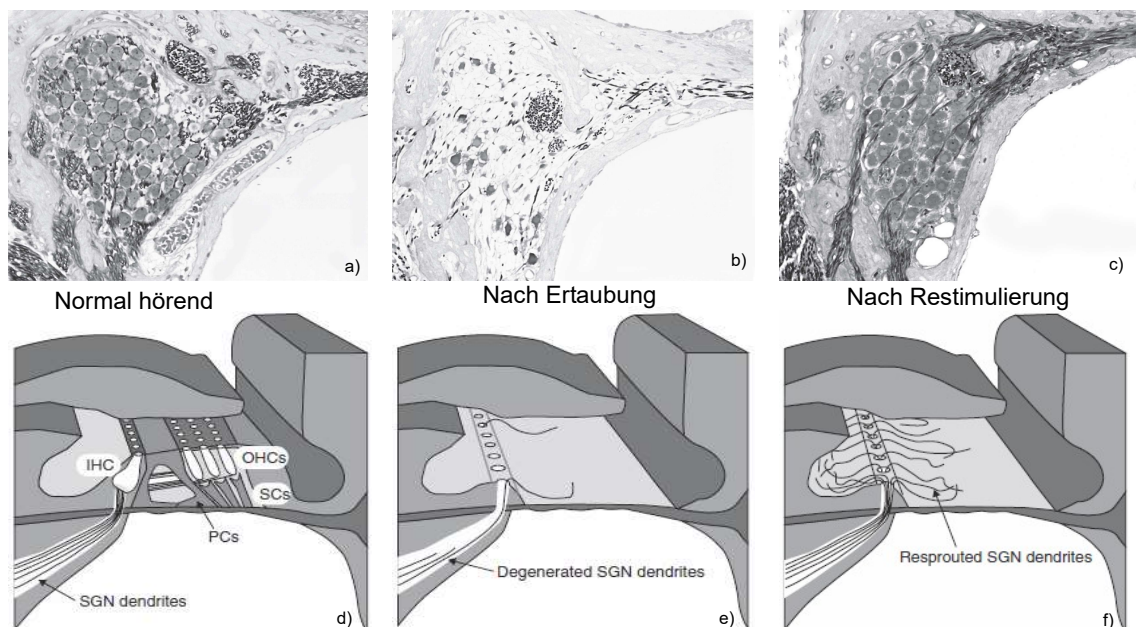 a)
b)
c)
Normal hörend
Nach Ertaubung
Nach Restimulierung
IHC
OHCs
SCs
PCs
SGN dendrites
d)
Degenerated SGN dendrites
e)
Resprouted SGN dendrites
f)